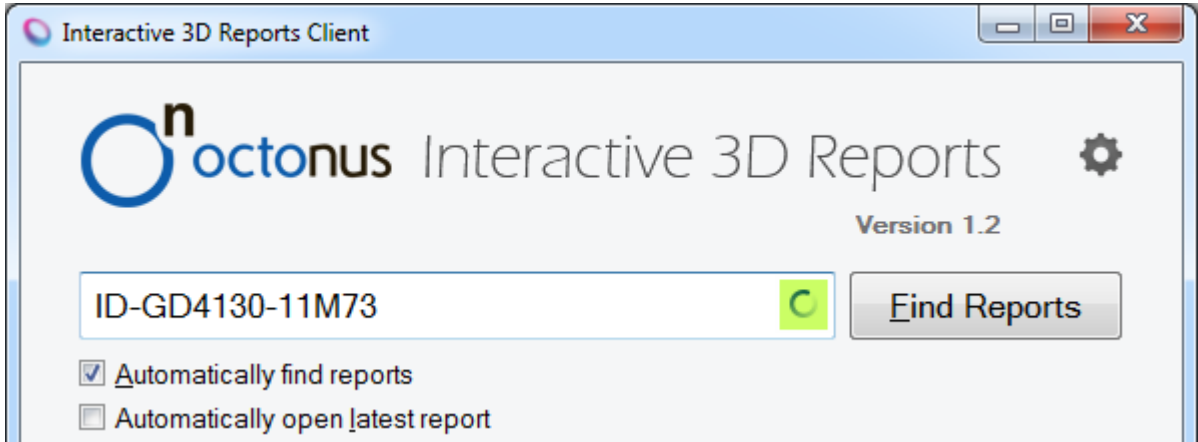 Interactive 3D Reports Client
octonus Interactive 3D Reports
Version 1.2
ID-GD4130-11M73 Find Reports
Automatically find reports
Automatically open latest report